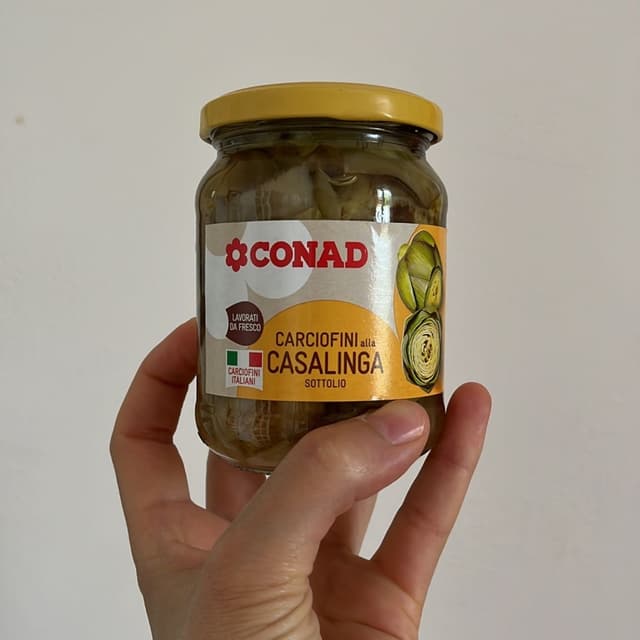 CONAD
LAVORATI
DA FRESCO
CARCIOFINI alla
CASALINGA
SOTTOLIO
CARCIOFINI
ITALIANI